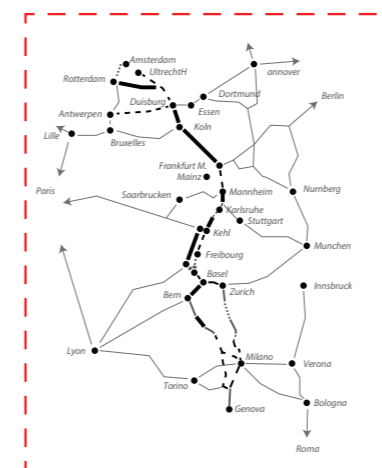 Amsterdam
UltrechtH
annover
Rotterdam
Dortmund
Berlin
Duisburg
Essen
Antwerpen
Koln
Lille
Bruxelles
Frankfurt M.
Mainz
Paris
Saarbrucken
Mannheim
Nurnberg
Karlsruhe
Stuttgart
Kehl
Munchen
Freibourg
Basel
Zurich
Innsbruck
Bern
Lyon
Milano
Verona
Torino
Bologna
Genova
Roma